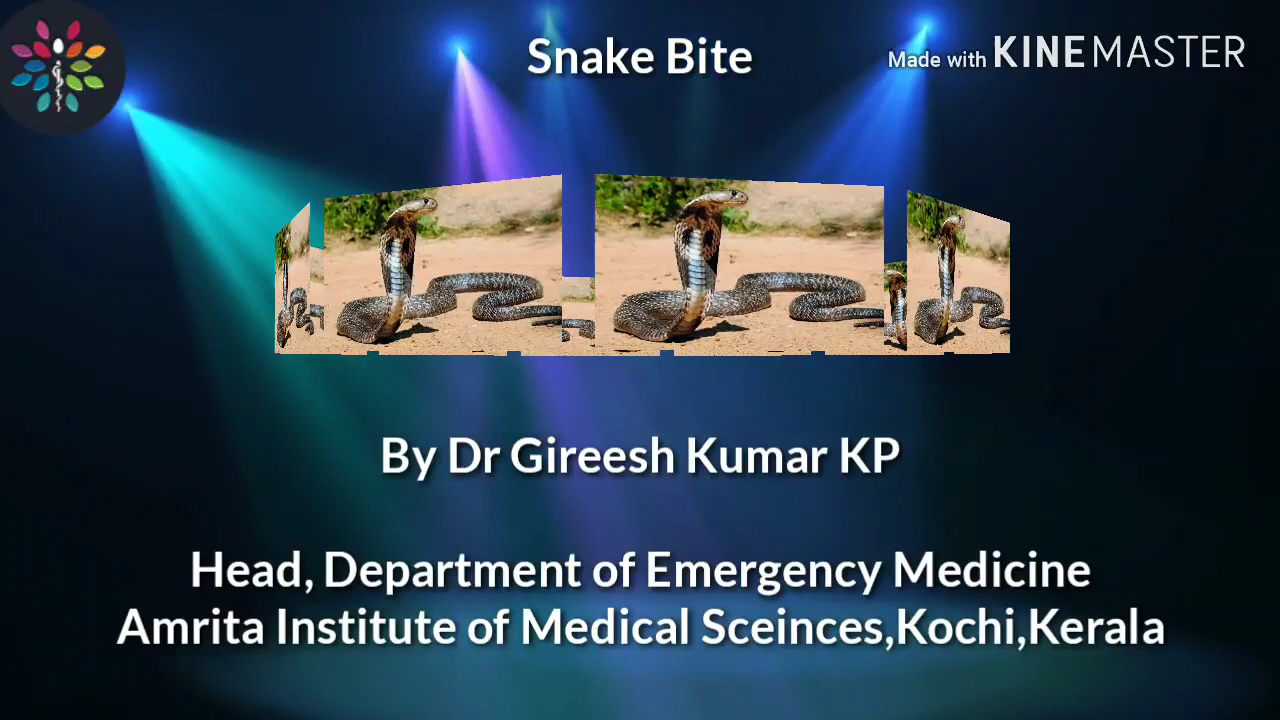 Snake Bite
Made with KINEMASTER
By Dr Gireesh Kumar KP
Head, Department of Emergency Medicine
Amrita Institute of Medical Sceinces,Kochi,Kerala